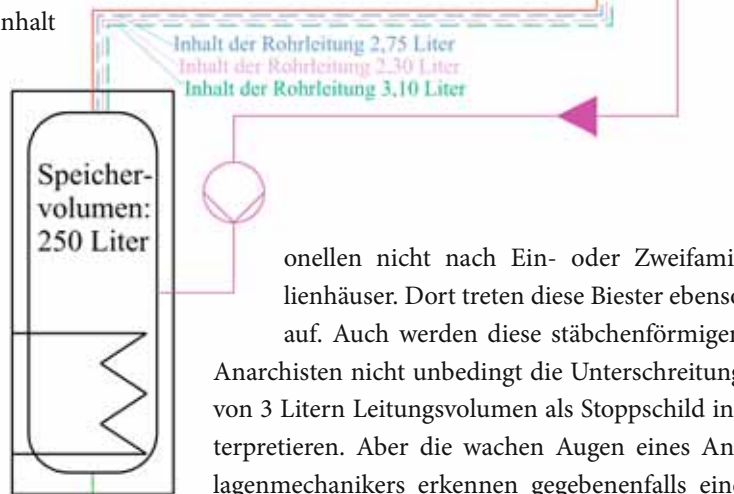 nhalt
Inhalt der Rohrleitung 2,75 Liter
Inhalt der Rohrleitung 2,30 Liter
Inhalt der Rohrleitung 3,10 Liter
Speicher-
volumen:
250 Liter
onellen nicht nach Ein- oder Zweifami-
lienhäuser. Dort treten diese Biester ebenso
auf. Auch werden diese stäbchenförmigen
Anarchisten nicht unbedingt die Unterschreitung
von 3 Litern Leitungsvolumen als Stoppschild in-
terpretieren. Aber die wachen Augen eines An-
lagenmechanikers erkennen gegebenenfalls eine